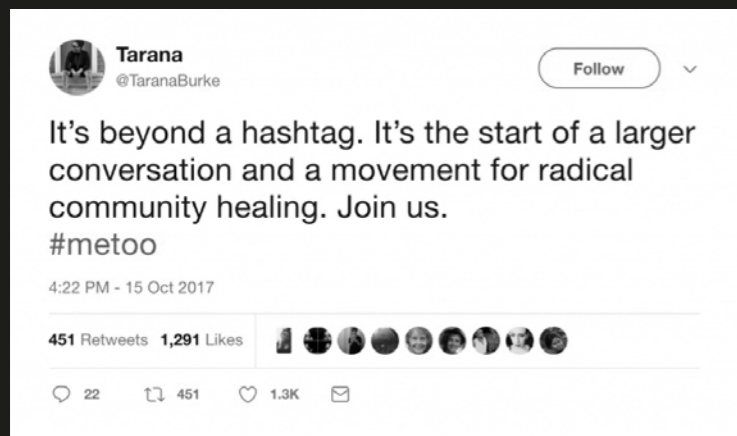 Tarana
@TaranaBurke
Follow
It’s beyond a hashtag. It’s the start of a larger
conversation and a movement for radical
community healing. Join us.
#metoo
4:22 PM - 15 Oct 2017
451 Retweets 1,291 Likes
22 451 1.3K